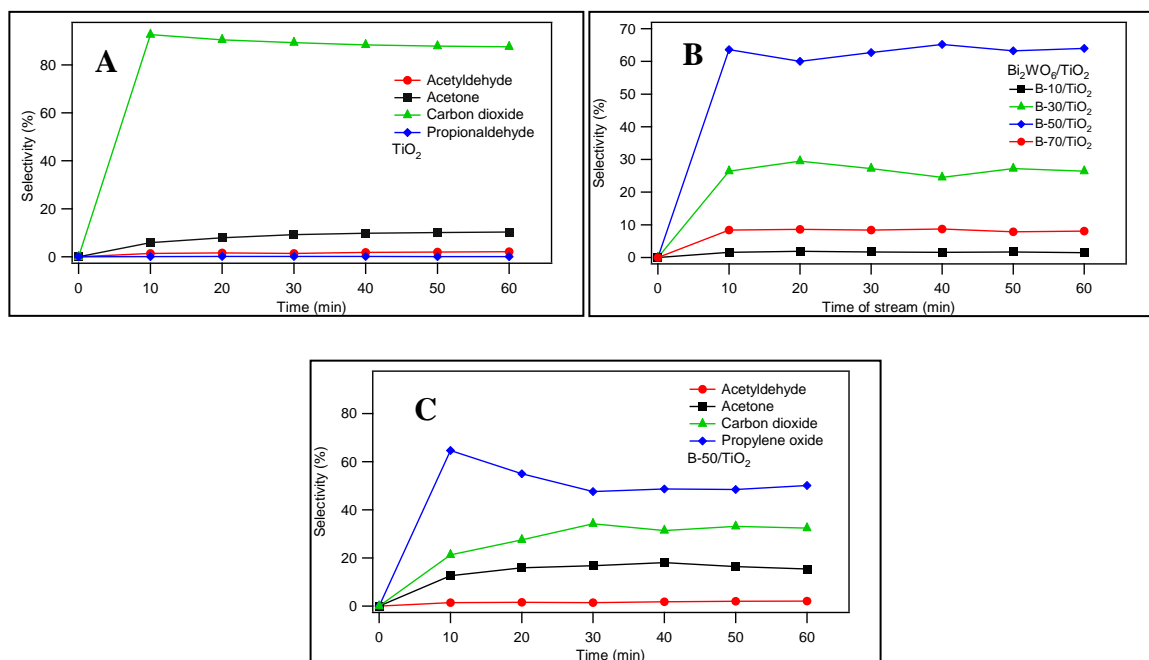 A
Selectivity (%)
80
60
40
20
0
Acetyldehyde
Acetone
Carbon dioxide
Propionaldehyde
TiO2
0 10 20 30 40 50 60
Time (min)
B
Selectivity (%)
70
60
50
40
30
20
10
0
Bi2WO6/TiO2
B-10/TiO2
B-30/TiO2
B-50/TiO2
B-70/TiO2
0 10 20 30 40 50 60
Time of stream (min)
C
Selectivity (%)
80
60
40
20
0
Acetyldehyde
Acetone
Carbon dioxide
Propylene oxide
B-50/TiO2
0 10 20 30 40 50 60
Time (min)